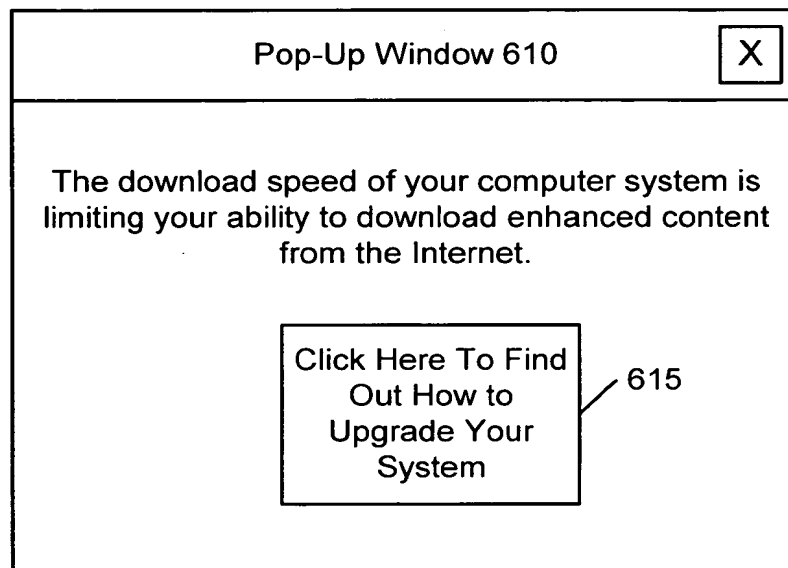 Pop-Up Window 610
X
The download speed of your computer system is
limiting your ability to download enhanced content
from the Internet.
Click Here To Find
Out How to
Upgrade Your
System
615